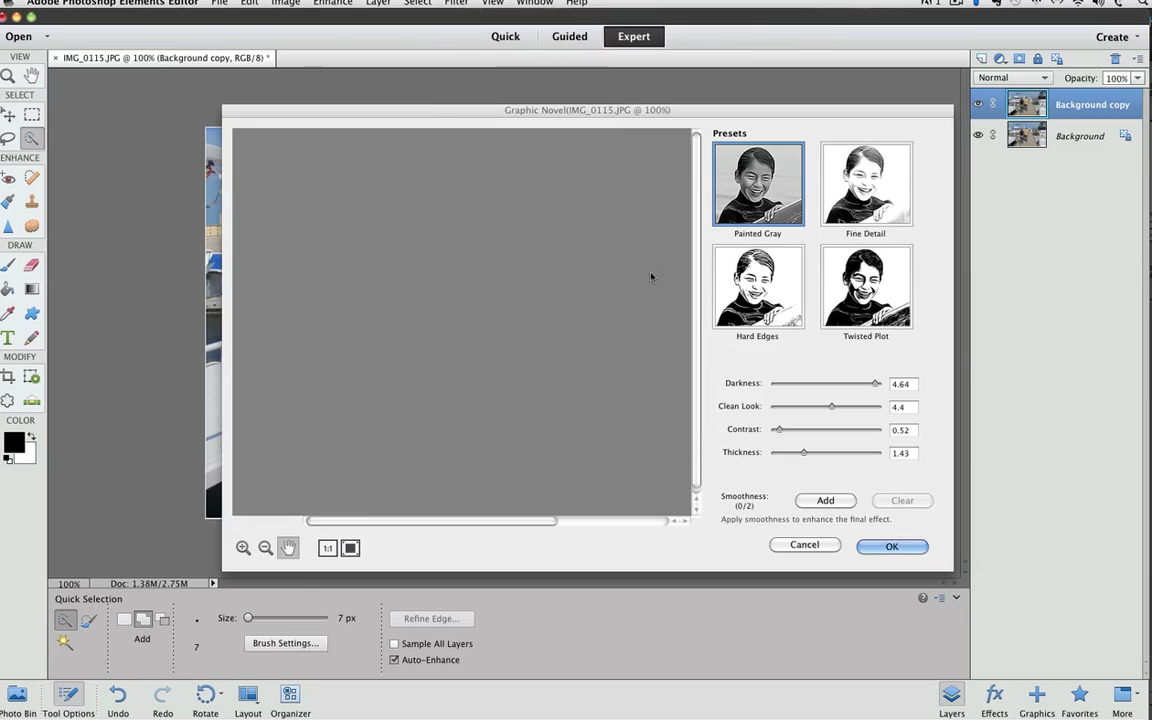 Adobe Photoshop Elements Editor File Edit Image Enhance Layer Select Filter View Window Help
Open Quick Guided Expert Create
VIEW
× IMG_0115.JPG @ 100% (Background copy, RGB/8) *
SELECT
ENHANCE
DRAW
MODIFY
COLOR
Graphic Novel(IMG_0115.JPG @ 100%)
Presets
Painted Gray Fine Detail
Hard Edges Twisted Plot
Darkness: 4.64
Clean Look: 4.4
Contrast: 0.52
Thickness: 1.43
Smoothness:
(0/2)
Add Clear
Apply smoothness to enhance the final effect.
1:1
Cancel OK
Normal Opacity: 100%
Background copy
Background
100% Doc: 1.38M/2.75M
Quick Selection
Add
Size: 7 px
7
Brush Settings...
Refine Edge...
Sample All Layers
Auto-Enhance
Photo Bin Tool Options Undo Redo Rotate Layout Organizer
Layers Effects Graphics Favorites More